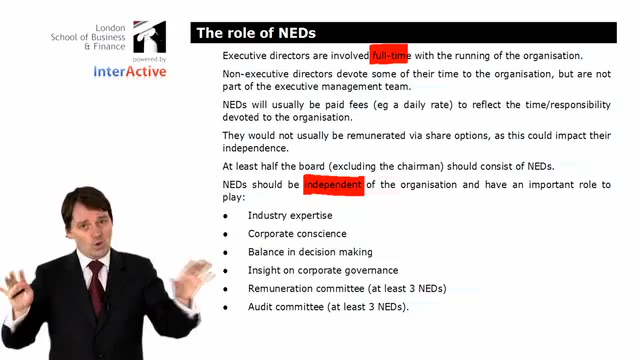 London
School of Business
& Finance
powered by
InterActive
The role of NEDs
Executive directors are involved full-time with the running of the organisation.
Non-executive directors devote some of their time to the organisation, but are not
part of the executive management team.
NEDs will usually be paid fees (eg a daily rate) to reflect the time/responsibility
devoted to the organisation.
They would not usually be remunerated via share options, as this could impact their
independence.
At least half the board (excluding the chairman) should consist of NEDs.
NEDs should be independent of the organisation and have an important role to
play:
● Industry expertise
● Corporate conscience
● Balance in decision making
● Insight on corporate governance
● Remuneration committee (at least 3 NEDs)
● Audit committee (at least 3 NEDs).